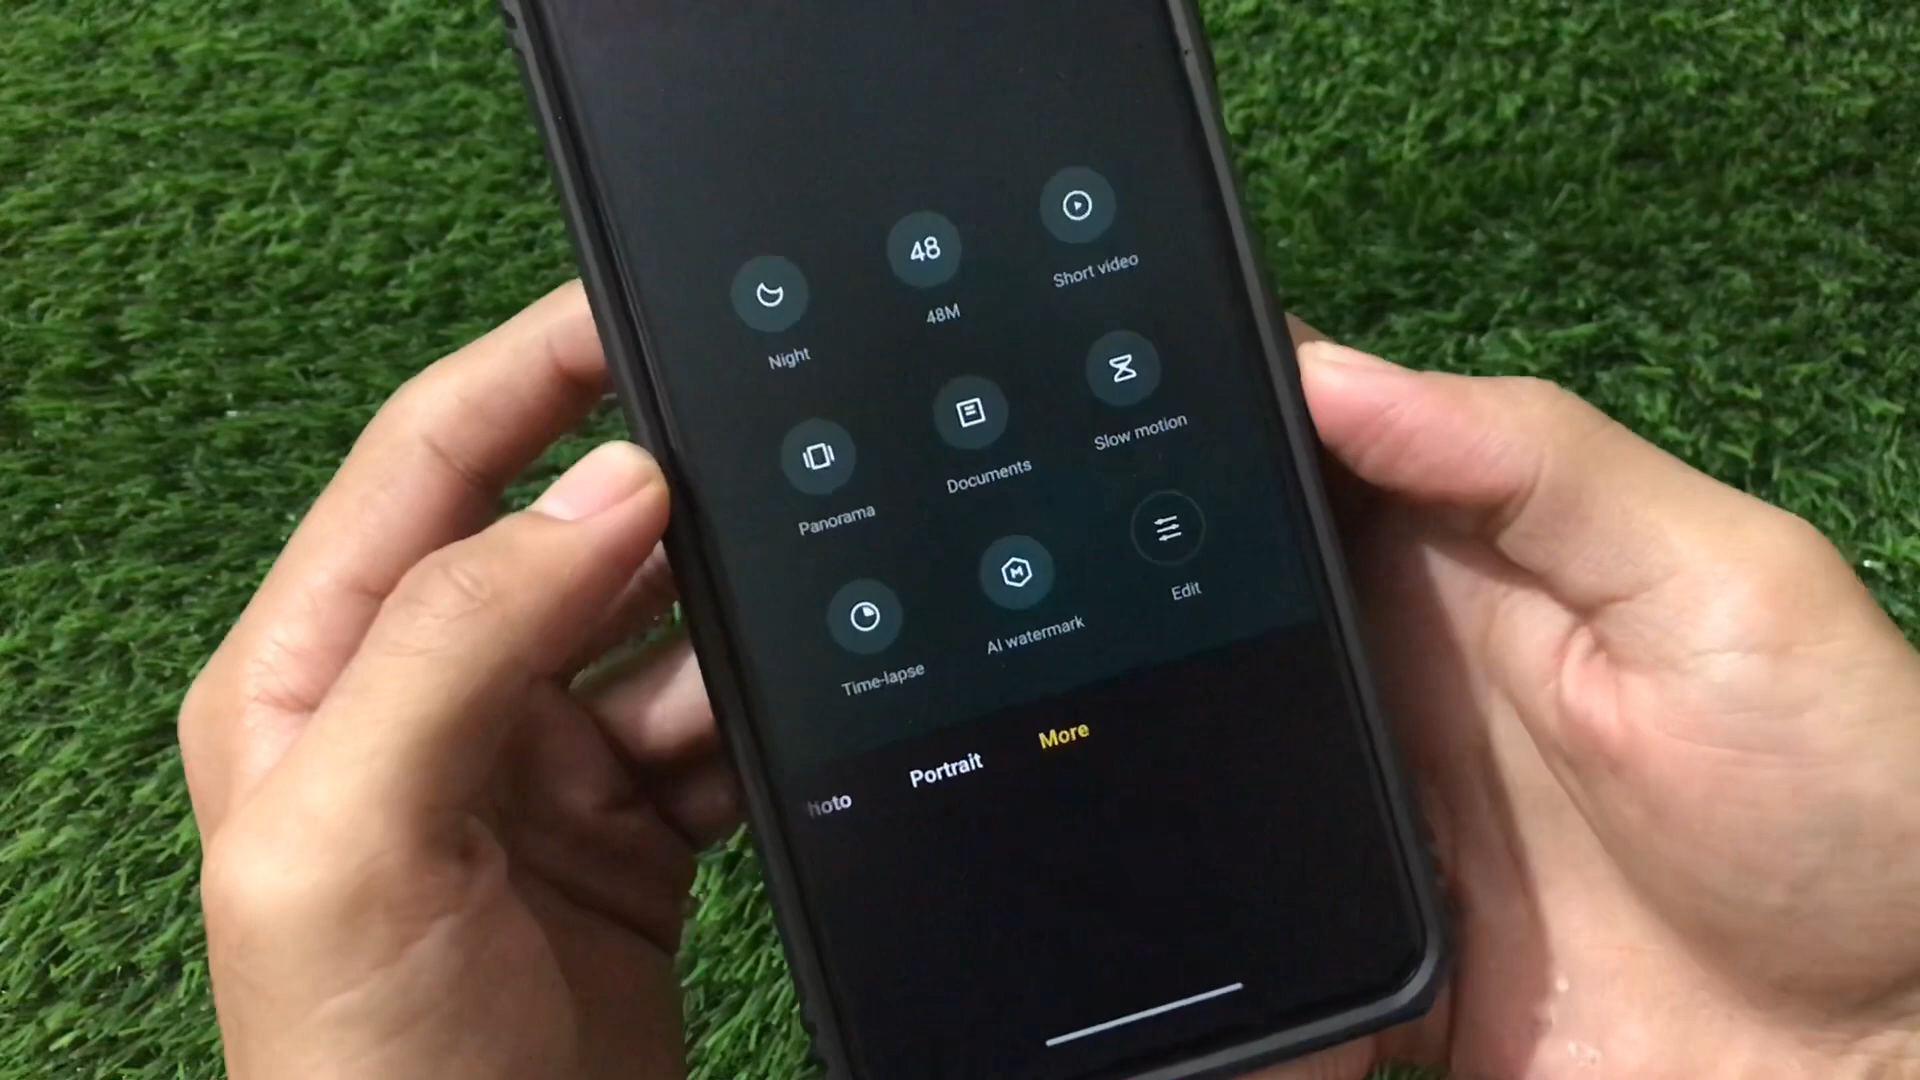 48
Night
48M
Short video
Panorama
Documents
Slow motion
Time-lapse
AI watermark
Edit
hoto
Portrait
More